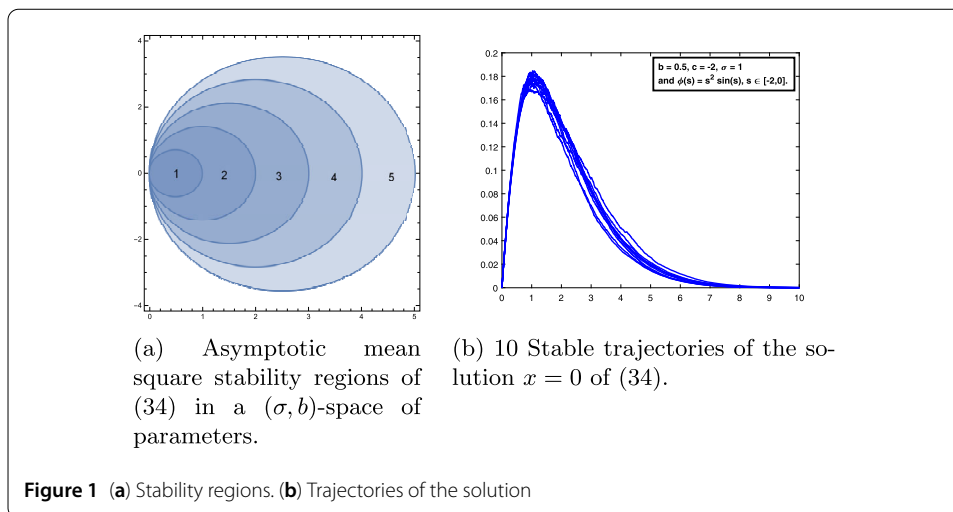 4
2
0
−2
−4
0 1 2 3 4 5
1 2 3 4 5
0.2
0.18
0.16
0.14
0.12
0.1
0.08
0.06
0.04
0.02
0
0 1 2 3 4 5 6 7 8 9 10
b = 0.5, c = -2, σ = 1
and ϕ(s) = s² sin(s), s ∈ [-2,0].
(a) Asymptotic mean
square stability regions of
(34) in a (σ, b)-space of
parameters.
(b) 10 Stable trajectories of the so-
lution x = 0 of (34).
Figure 1 (a) Stability regions. (b) Trajectories of the solution